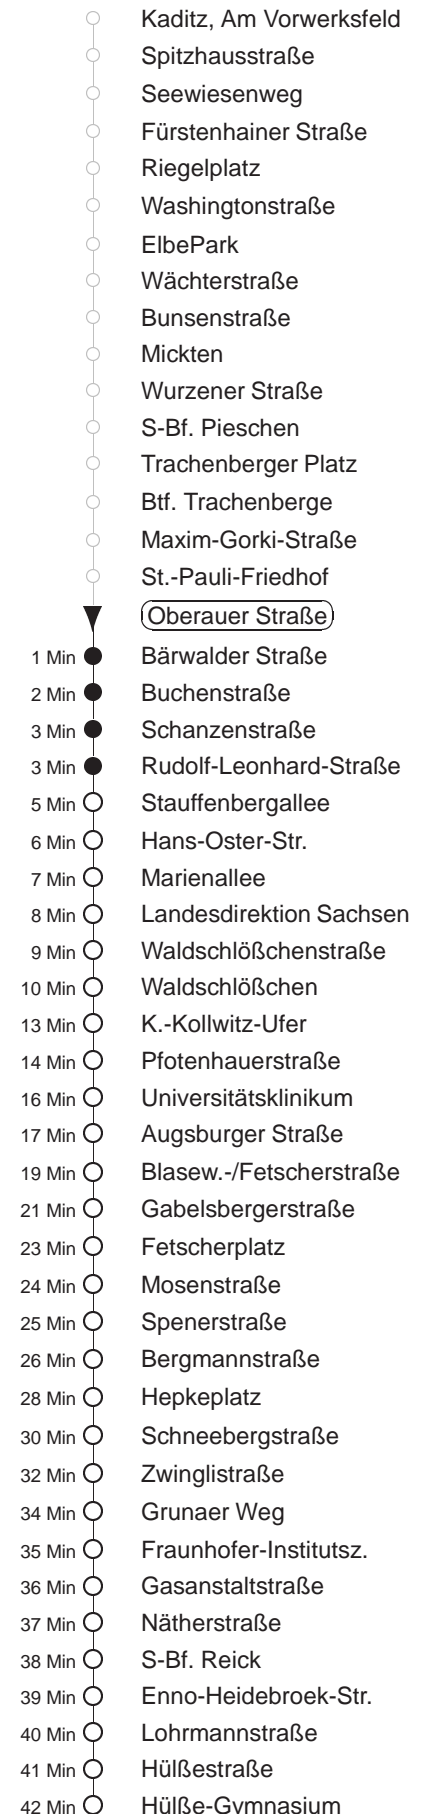 Kaditz, Am Vorwerksfeld
Spitzhausstraße
Seewiesenweg
Fürstenhainer Straße
Riegelplatz
Washingtonstraße
ElbePark
Wächterstraße
Bunsenstraße
Mickten
Wurzener Straße
S-Bf. Pieschen
Trachenberger Platz
Btf. Trachenberge
Maxim-Gorki-Straße
St.-Pauli-Friedhof
Oberauer Straße
1 Min Bärwalder Straße
2 Min Buchenstraße
3 Min Schanzenstraße
3 Min Rudolf-Leonhard-Straße
5 Min Stauffenbergallee
6 Min Hans-Oster-Str.
7 Min Marienallee
8 Min Landesdirektion Sachsen
9 Min Waldschlößchenstraße
10 Min Waldschlößchen
13 Min K.-Kollwitz-Ufer
14 Min Pfotenhauerstraße
16 Min Universitätsklinikum
17 Min Augsburger Straße
19 Min Blasew.-/Fetscherstraße
21 Min Gabelsbergerstraße
23 Min Fetscherplatz
24 Min Mosenstraße
25 Min Spenerstraße
26 Min Bergmannstraße
28 Min Hepkeplatz
30 Min Schneebergstraße
32 Min Zwinglistraße
34 Min Grunaer Weg
35 Min Fraunhofer-Institutsz.
36 Min Gasanstaltstraße
37 Min Nätherstraße
38 Min S-Bf. Reick
39 Min Enno-Heidebroek-Str.
40 Min Lohrmannstraße
41 Min Hülßestraße
42 Min Hülße-Gymnasium